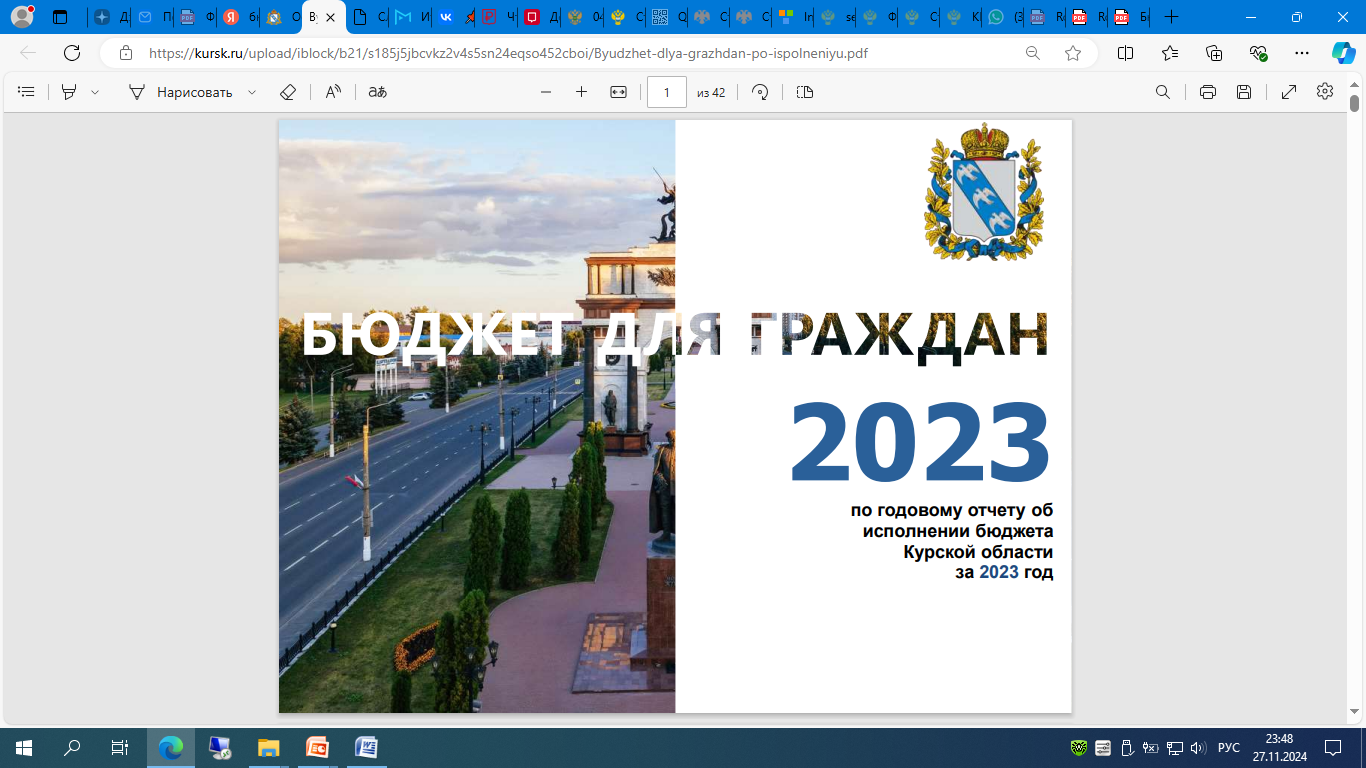 https://kursk.ru/upload/iblock/b21/s185j5jbcvkz2v4s5sn24eqso452cboi/Byudzhet-dlya-grazhdan-po-ispolneniyu.pdf
Нарисовать
1 из 42
БЮДЖЕТ ДЛЯ ГРАЖДАН
2023
по годовому отчету об
исполнении бюджета
Курской области
за 2023 год
РУС
23:48
27.11.2024